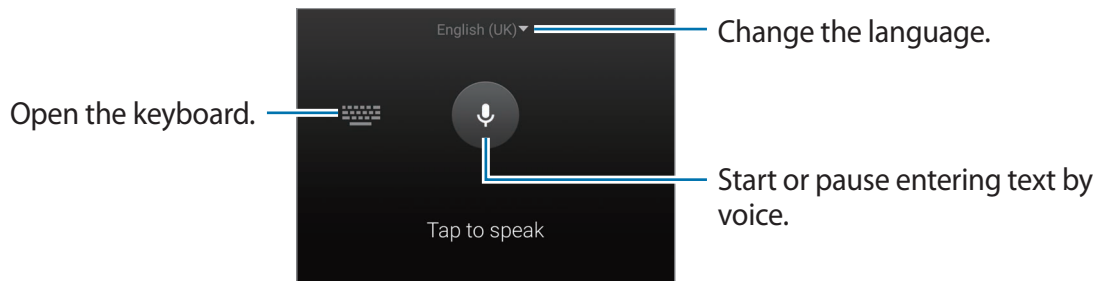 English (UK)
Change the language.
Open the keyboard.
Start or pause entering text by
voice.
Tap to speak